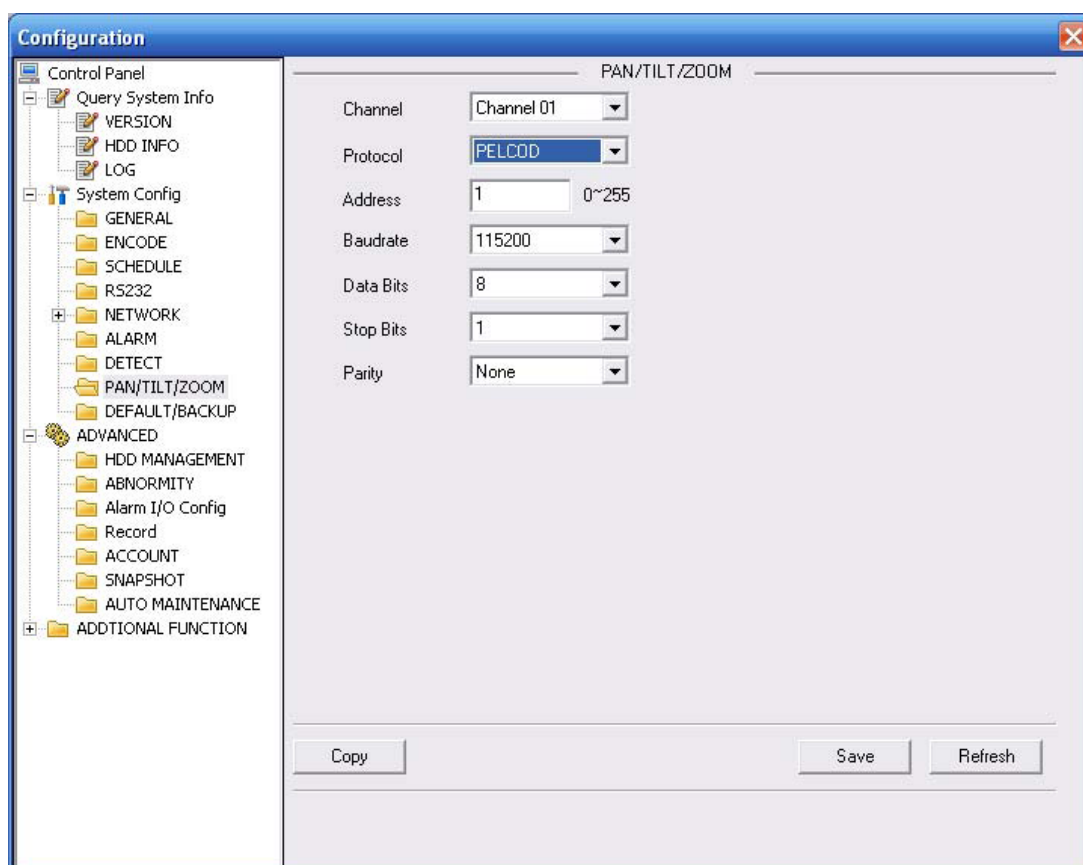 Configuration
Control Panel
Query System Info
VERSION
HDD INFO
LOG
System Config
GENERAL
ENCODE
SCHEDULE
RS232
NETWORK
ALARM
DETECT
PAN/TILT/ZOOM
DEFAULT/BACKUP
ADVANCED
HDD MANAGEMENT
ABNORMITY
Alarm I/O Config
Record
ACCOUNT
SNAPSHOT
AUTO MAINTENANCE
ADDTIONAL FUNCTION
PAN/TILT/ZOOM
Channel Channel 01
Protocol PELCOD
Address 1 0~255
Baudrate 115200
Data Bits 8
Stop Bits 1
Parity None
Copy Save Refresh